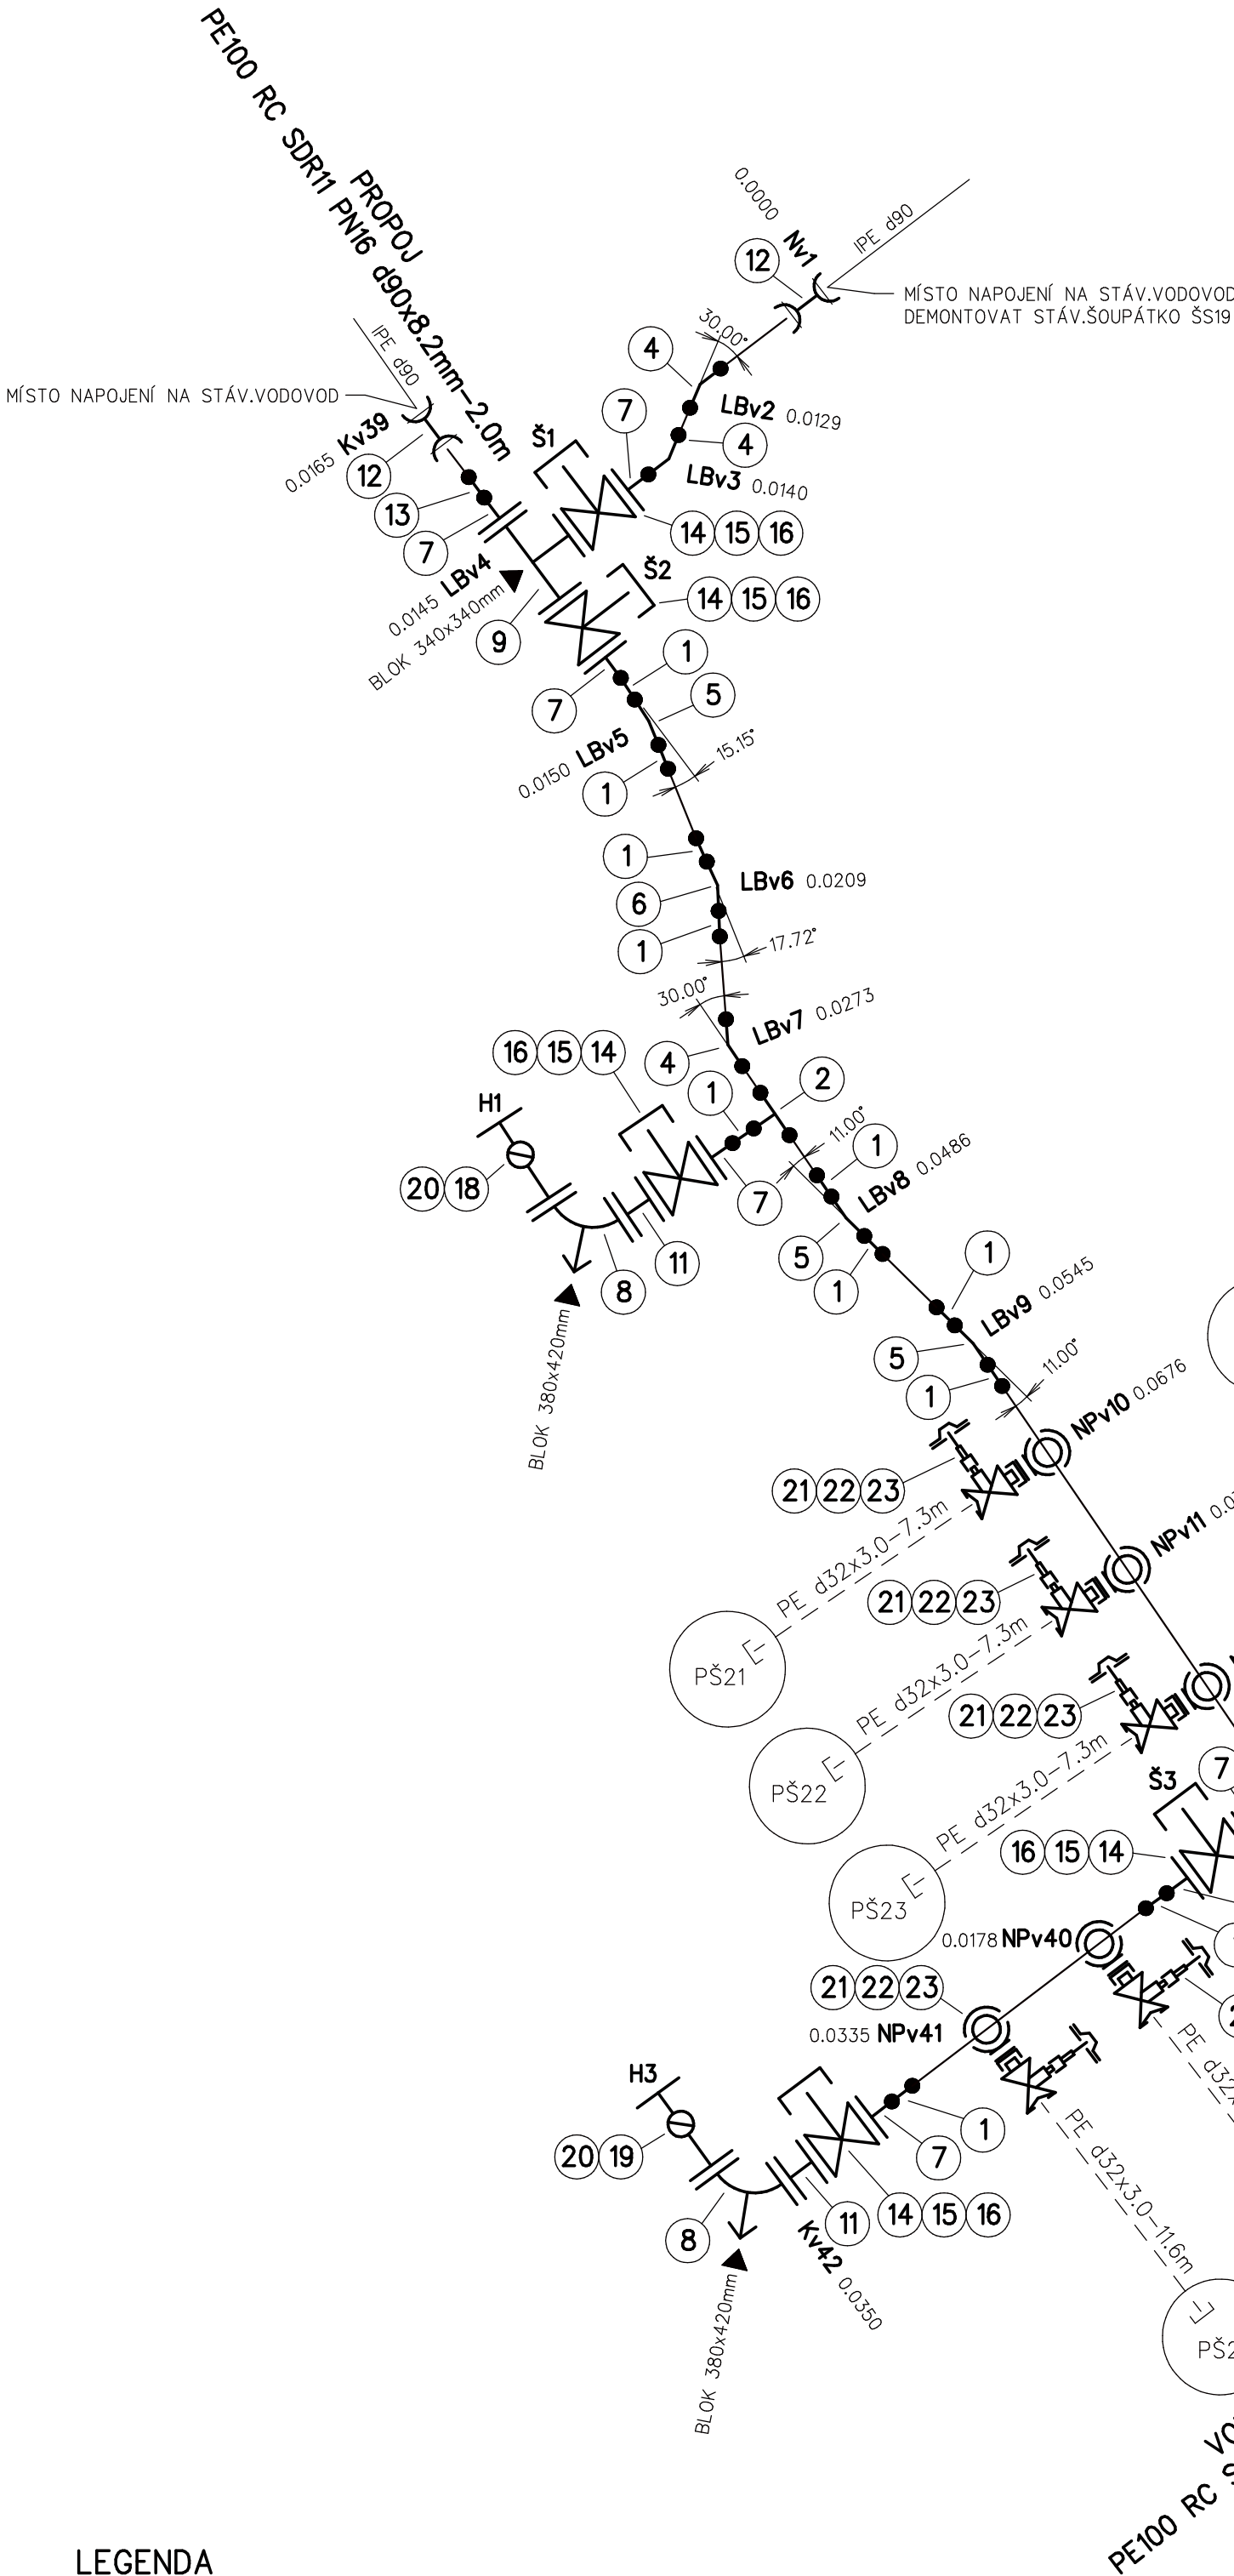 PE100 RC SDR11 PN16 d90x8.2mm-2.0m
PROPOJ
0.0000 Nv1
IPE d90
12
MÍSTO NAPOJENÍ NA STÁV.VODOVOD
DEMONTOVAT STÁV.ŠOUPÁTKO ŠS19
30.00°
4
IPE d90
MÍSTO NAPOJENÍ NA STÁV.VODOVOD
7
LBv2 0.0129
4
Š1
0.0165 Kv39
12
LBv3 0.0140
13
14 15 16
7
0.0145 LBv4
BLOK 340x340mm
Š2
14 15 16
9
1
7
5
0.0150 LBv5
15.15°
1
1
LBv6 0.0209
6
1
17.72°
30.00°
LBv7 0.0273
16 15 14
4
2
1
H1
11.00°
1
20 18
7
LBv8 0.0486
5
11
8
1
1
BLOK 380x420mm
LBv9 0.0545
5
11.00°
1
NPv10 0.0676
21 22 23
PE d32x3.0-7.3m
NPv11
21 22 23
PŠ21
PE d32x3.0-7.3m
21 22 23
PŠ22
PE d32x3.0-7.3m
Š3
7
16 15 14
PŠ23
0.0178 NPv40
21 22 23
0.0335 NPv41
H3
20 19
1
7
PE d32x3.0-11.6m
14 15 16
11
8
Kv42 0.0350
BLOK 380x420mm
PE100 RC
LEGENDA